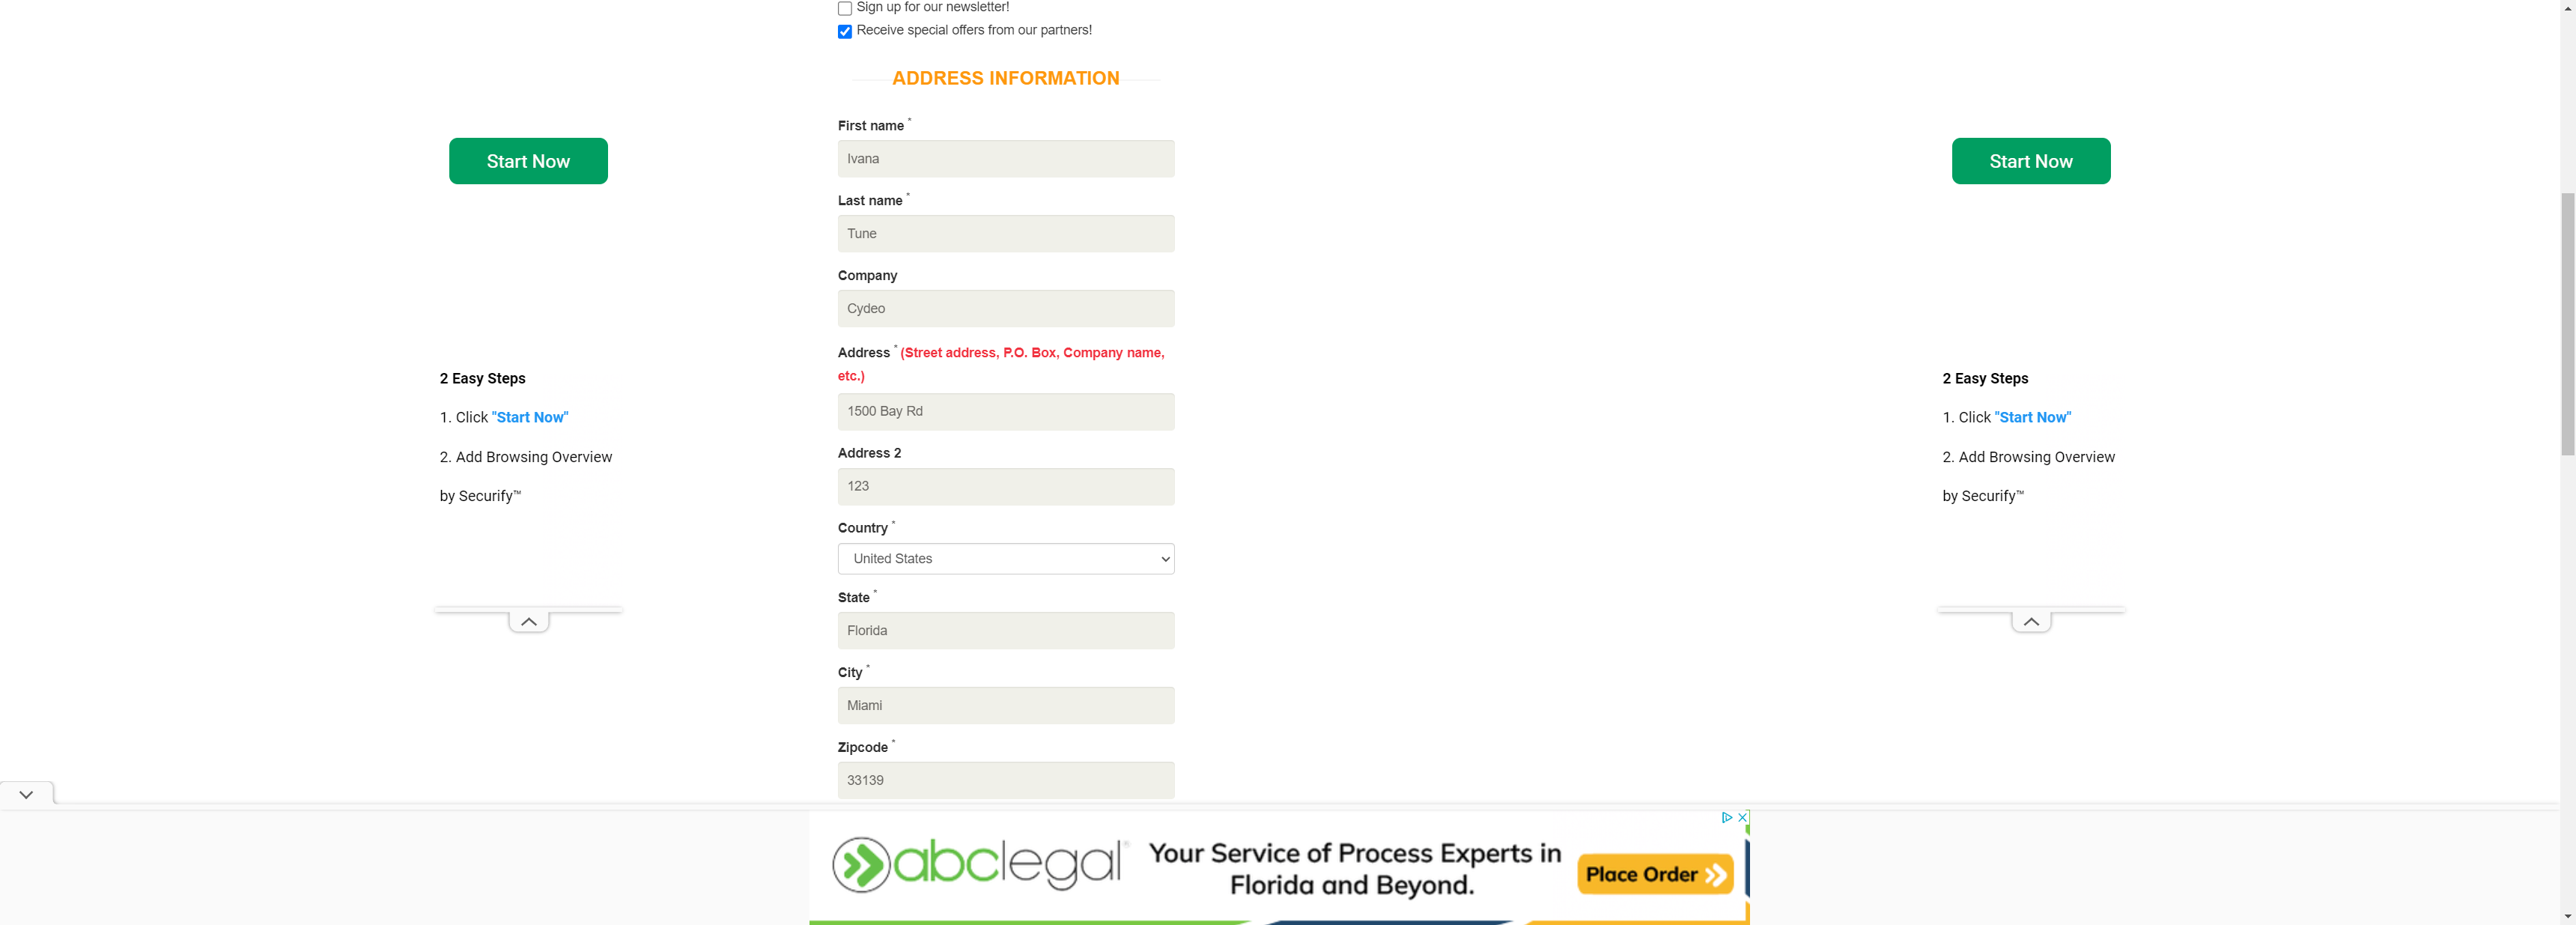 Sign up for our newsletter!
Receive special offers from our partners!
ADDRESS INFORMATION
First name *
Ivana
Last name *
Tune
Company
Cydeo
Address * (Street address, P.O. Box, Company name,
etc.)
1500 Bay Rd
Address 2
123
Country *
United States
State *
Florida
City *
Miami
Zipcode *
33139
Start Now
2 Easy Steps
1. Click "Start Now"
2. Add Browsing Overview
by Securify™
Start Now
2 Easy Steps
1. Click "Start Now"
2. Add Browsing Overview
by Securify™
abclegal®
Your Service of Process Experts in
Florida and Beyond.
Place Order